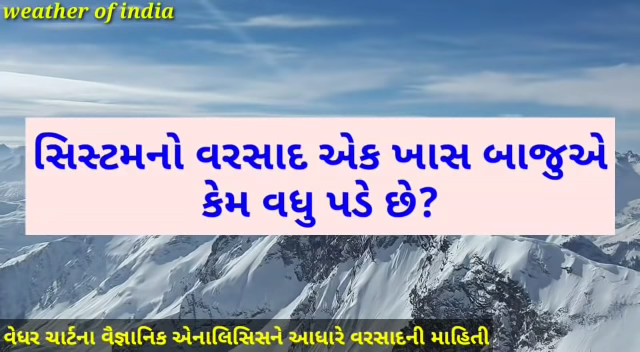 weather of india
સિસ્ટમનો વરસાદ એક ખાસ બાજુએ
કેમ વધુ પડે છે?
વેધર ચાર્ટના વૈજ્ઞાનિક એનાલિસિસને આધારે વરસાદની માહિતી